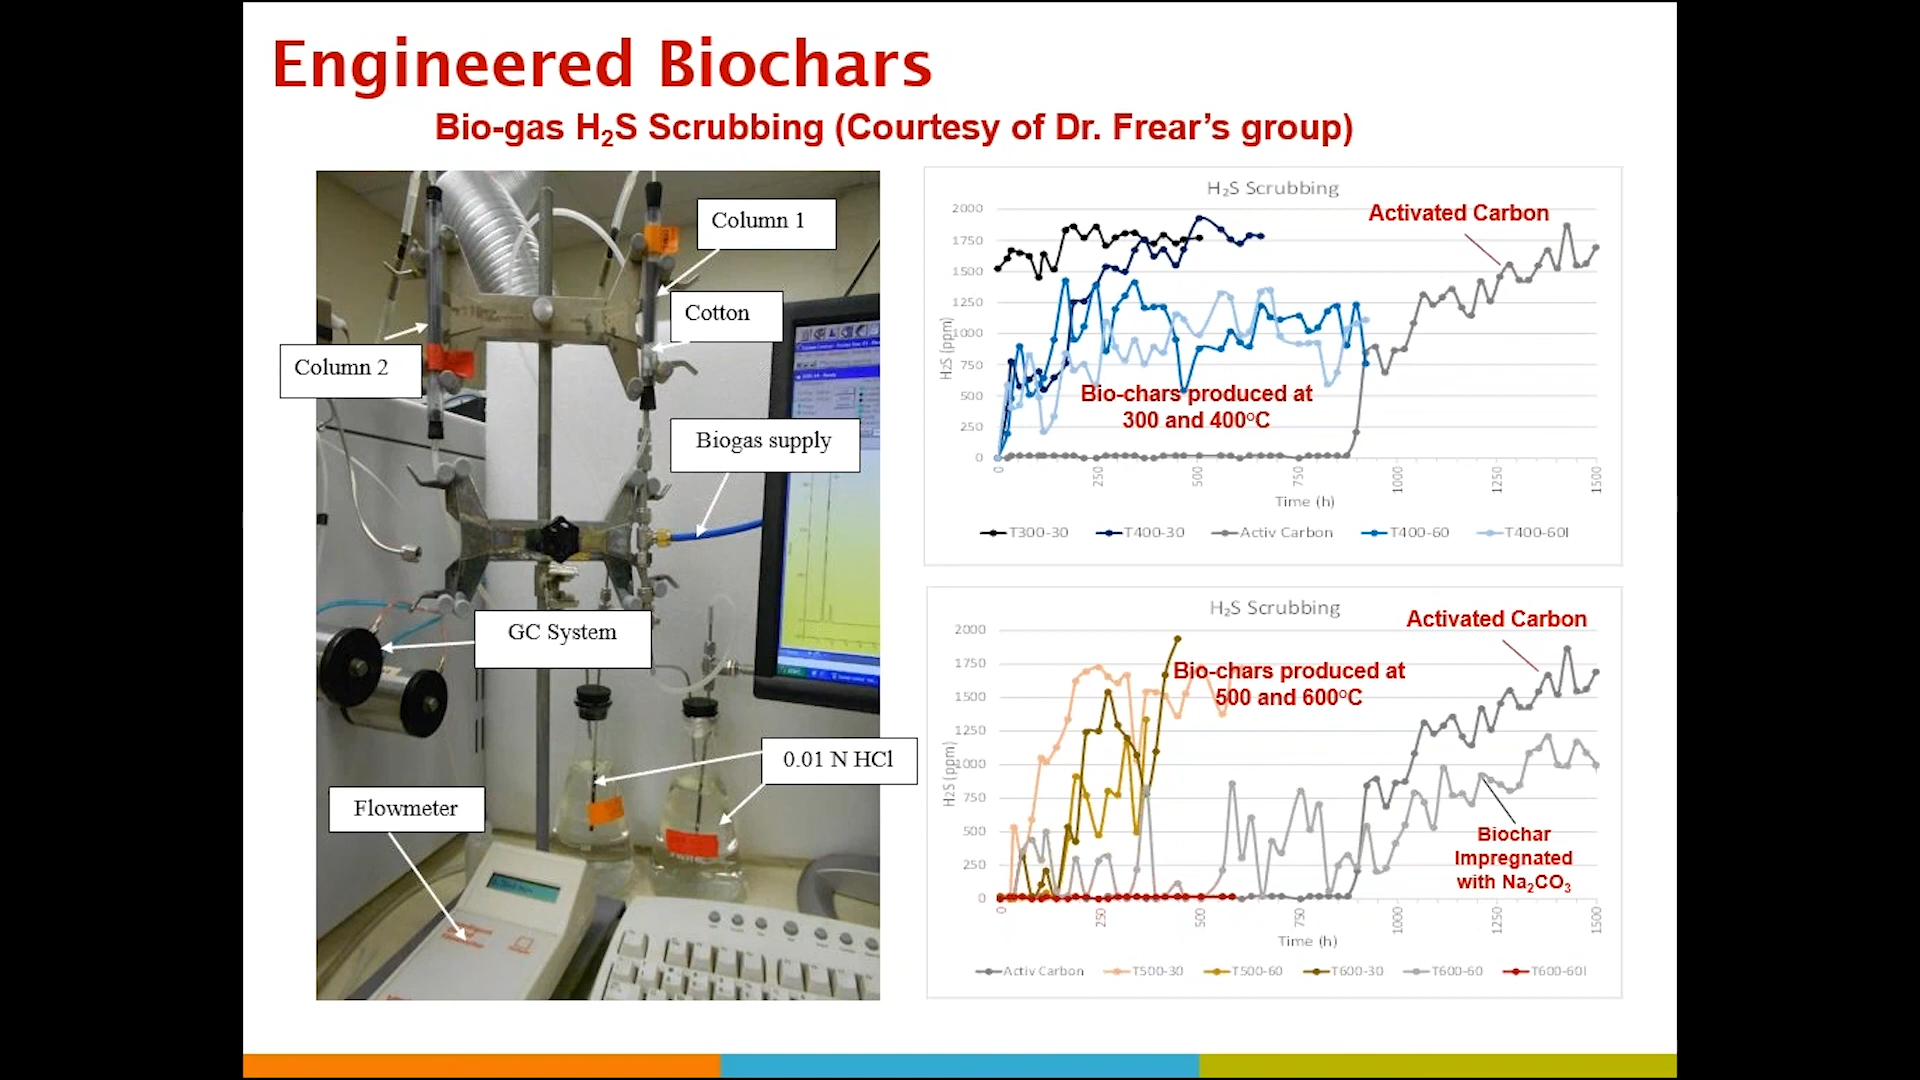 Engineered Biochars
Bio-gas H₂S Scrubbing (Courtesy of Dr. Frear's group)
Column 1
Cotton
Column 2
Biogas supply
GC System
0.01 N HCl
Flowmeter
H₂S Scrubbing
Activated Carbon
2000
1750
1500
1250
1000
750
500
250
0
H₂S (ppm)
Bio-chars produced at
300 and 400°C
0 250 500 750 1000 1250 1500
Time (h)
T300-30 T400-30 Activ Carbon T400-60 T400-60I
H₂S Scrubbing
Activated Carbon
2000
1750
1500
1250
1000
750
500
250
0
H₂S (ppm)
Bio-chars produced at
500 and 600°C
Biochar
Impregnated
with Na₂CO₃
0 250 500 750 1000 1250 1500
Time (h)
Activ Carbon T500-30 T500-60 T600-30 T600-60 T600-60I